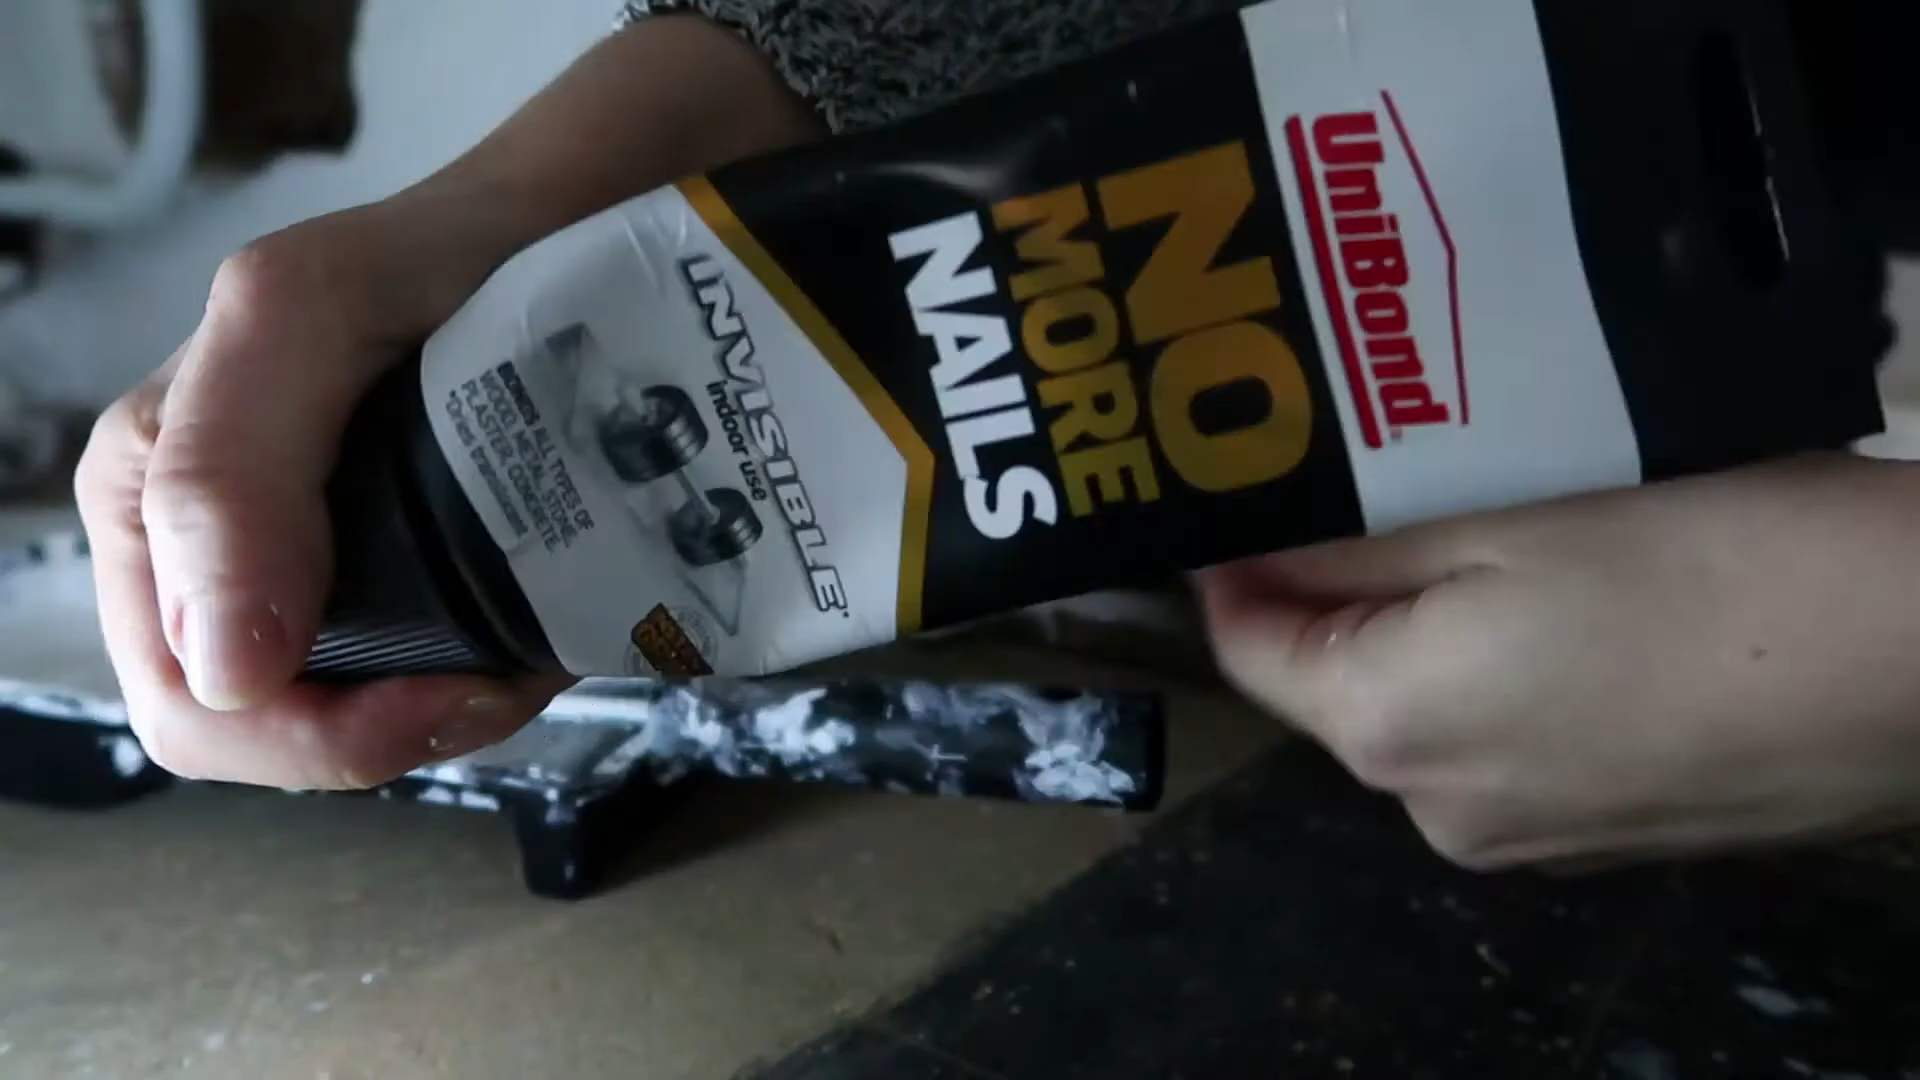 UniBond
NO
MORE
NAILS
INVISIBLE*
indoor use
BONDS ALL TYPES OF
WOOD, METAL, STONE,
PLASTER, CONCRETE.
*Dries translucent